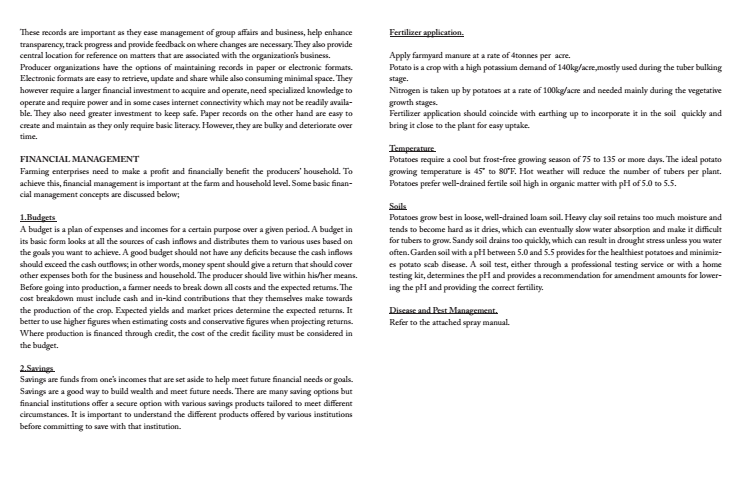 These records are important as they ease management of group affairs and business, help enhance
transparency, track progress and provide feedback on where changes are necessary. They also provide
central location for reference on matters that are associated with the organization's business.
Producer organizations have the options of maintaining records in paper or electronic formats.
Electronic formats are easy to retrieve, update and share while also consuming minimal space. They
however require a larger financial investment to acquire and operate, need specialized knowledge to
operate and require power and in some cases internet connectivity which may not be readily availa-
ble. They also need greater investment to keep safe. Paper records on the other hand are easy to
create and maintain as they only require basic literacy. However, they are bulky and deteriorate over
time.
FINANCIAL MANAGEMENT
Farming enterprises need to make a profit and financially benefit the producers' household. To
achieve this, financial management is important at the farm and household level. Some basic finan-
cial management concepts are discussed below;
1.Budgets
A budget is a plan of expenses and incomes for a certain purpose over a given period. A budget in
its basic form looks at all the sources of cash inflows and distributes them to various uses based on
the goals you want to achieve. A good budget should not have any deficits because the cash inflows
should exceed the cash outflows; in other words, money spent should give a return that should cover
other expenses both for the business and household. The producer should live within his/her means.
Before going into production, a farmer needs to break down all costs and the expected returns. The
cost breakdown must include cash and in-kind contributions that they themselves make towards
the production of the crop. Expected yields and market prices determine the expected returns. It
better to use higher figures when estimating costs and conservative figures when projecting returns.
Where production is financed through credit, the cost of the credit facility must be considered in
the budget.
2.Savings
Savings are funds from one's incomes that are set aside to help meet future financial needs or goals.
Savings are a good way to build wealth and meet future needs. There are many saving options but
financial institutions offer a secure option with various savings products tailored to meet different
circumstances. It is important to understand the different products offered by various institutions
before committing to save with that institution.
Fertilizer application.
Apply farmyard manure at a rate of 4tonnes per acre.
Potato is a crop with a high potassium demand of 140kg/acre,mostly used during the tuber bulking
stage.
Nitrogen is taken up by potatoes at a rate of 100kg/acre and needed mainly during the vegetative
growth stages.
Fertilizer application should coincide with earthing up to incorporate it in the soil quickly and
bring it close to the plant for easy uptake.
Temperature
Potatoes require a cool but frost-free growing season of 75 to 135 or more days. The ideal potato
growing temperature is 45° to 80°F. Hot weather will reduce the number of tubers per plant.
Potatoes prefer well-drained fertile soil high in organic matter with pH of 5.0 to 5.5.
Soils
Potatoes grow best in loose, well-drained loam soil. Heavy clay soil retains too much moisture and
tends to become hard as it dries, which can eventually slow water absorption and make it difficult
for tubers to grow. Sandy soil drains too quickly, which can result in drought stress unless you water
often. Garden soil with a pH between 5.0 and 5.5 provides for the healthiest potatoes and minimiz-
es potato scab disease. A soil test, either through a professional testing service or with a home
testing kit, determines the pH and provides a recommendation for amendment amounts for lower-
ing the pH and providing the correct fertility.
Disease and Pest Management.
Refer to the attached spray manual.